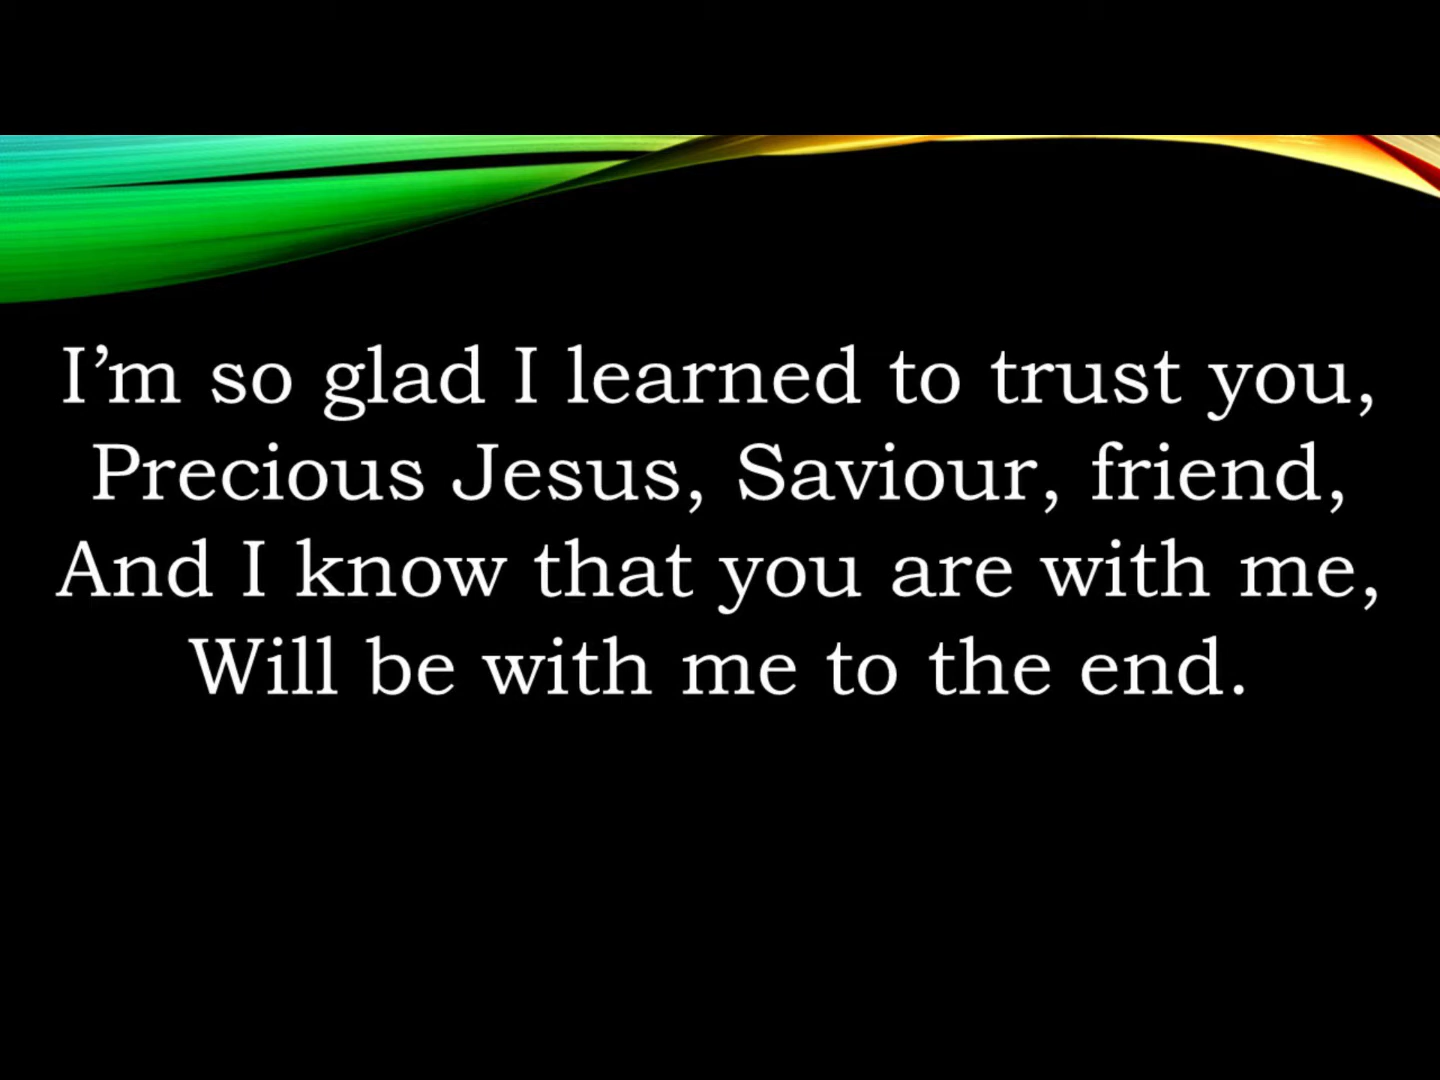 I’m so glad I learned to trust you,
Precious Jesus, Saviour, friend,
And I know that you are with me,
Will be with me to the end.